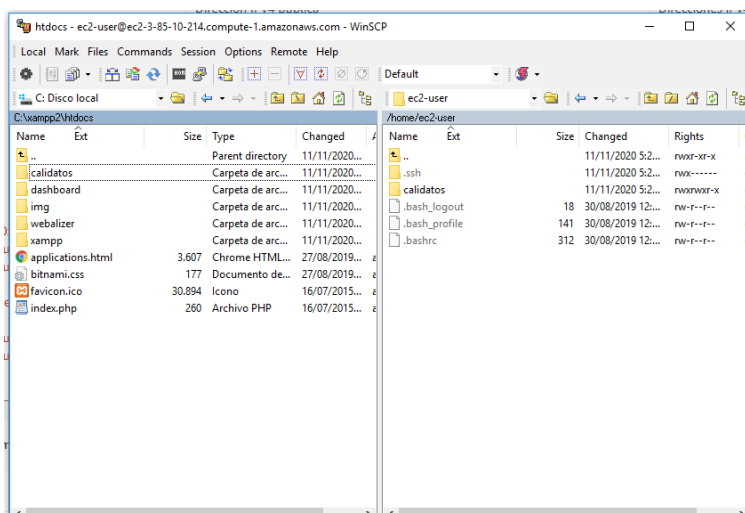 Dirección IPv4 pública
Direcciones IPv
htdocs - ec2-user@ec2-3-85-10-214.compute-1.amazonaws.com - WinSCP
Local Mark Files Commands Session Options Remote Help
Default
C: Disco local
ec2-user
C:\xampp2\htdocs
/home/ec2-user
Name Ext Size Type Changed
Name Ext Size Changed Rights
.. Parent directory 11/11/2020...
.. 11/11/2020 5:2... rwxr-xr-x
calidatos Carpeta de arc... 11/11/2020...
.ssh 11/11/2020 5:2... rwx------
dashboard Carpeta de arc... 11/11/2020...
calidatos 11/11/2020 5:2... rwxrwxr-x
img Carpeta de arc... 11/11/2020...
.bash_logout 18 30/08/2019 12:... rw-r--r--
webalizer Carpeta de arc... 11/11/2020...
.bash_profile 141 30/08/2019 12:... rw-r--r--
xampp Carpeta de arc... 11/11/2020...
.bashrc 312 30/08/2019 12:... rw-r--r--
applications.html 3.607 Chrome HTML... 27/08/2019... a
bitnami.css 177 Documento de... 27/08/2019... a
favicon.ico 30.894 Icono 16/07/2015... a
index.php 260 Archivo PHP 16/07/2015... a